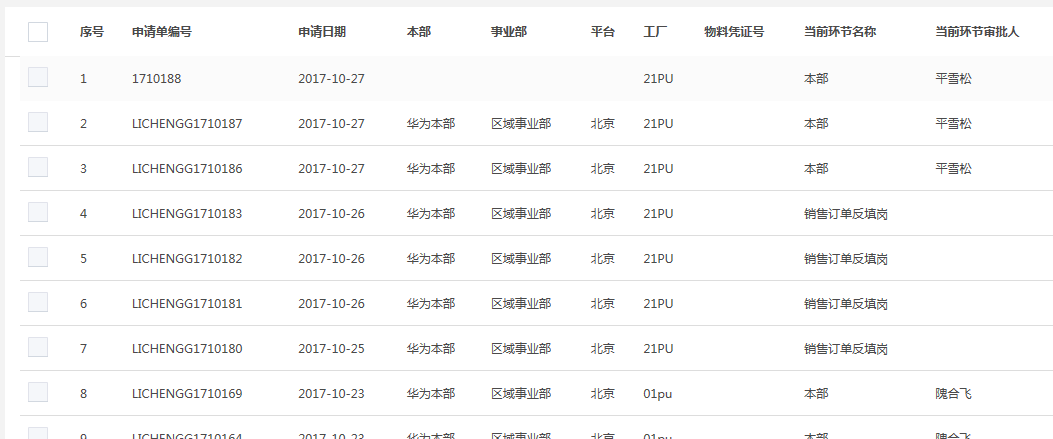 序号 申请单编号 申请日期 本部 事业部 平台 工厂 物料凭证号 当前环节名称 当前环节审批人
1 1710188 2017-10-27 21PU 本部 平雪松
2 LICHENGG1710187 2017-10-27 华为本部 区域事业部 北京 21PU 本部 平雪松
3 LICHENGG1710186 2017-10-27 华为本部 区域事业部 北京 21PU 本部 平雪松
4 LICHENGG1710183 2017-10-26 华为本部 区域事业部 北京 21PU 销售订单反填岗
5 LICHENGG1710182 2017-10-26 华为本部 区域事业部 北京 21PU 销售订单反填岗
6 LICHENGG1710181 2017-10-26 华为本部 区域事业部 北京 21PU 销售订单反填岗
7 LICHENGG1710180 2017-10-25 华为本部 区域事业部 北京 21PU 销售订单反填岗
8 LICHENGG1710169 2017-10-23 华为本部 区域事业部 北京 01pu 本部 隗合飞
9 LICHENGG1710164 2017-10-23 华为本部 区域事业部 北京 01pu 本部 隗合飞